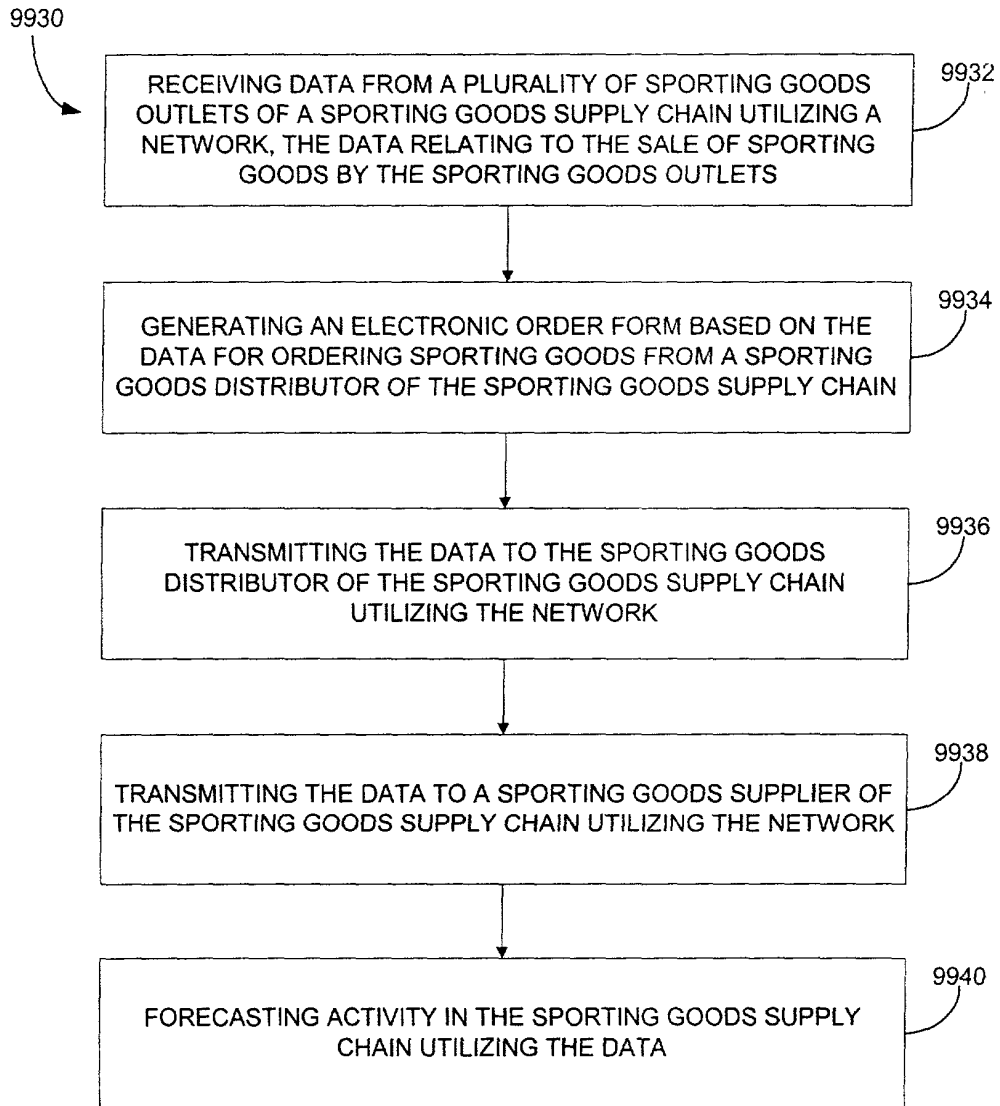 9930
RECEIVING DATA FROM A PLURALITY OF SPORTING GOODS
OUTLETS OF A SPORTING GOODS SUPPLY CHAIN UTILIZING A
NETWORK, THE DATA RELATING TO THE SALE OF SPORTING
GOODS BY THE SPORTING GOODS OUTLETS
9932
GENERATING AN ELECTRONIC ORDER FORM BASED ON THE
DATA FOR ORDERING SPORTING GOODS FROM A SPORTING
GOODS DISTRIBUTOR OF THE SPORTING GOODS SUPPLY CHAIN
9934
TRANSMITTING THE DATA TO THE SPORTING GOODS
DISTRIBUTOR OF THE SPORTING GOODS SUPPLY CHAIN
UTILIZING THE NETWORK
9936
TRANSMITTING THE DATA TO A SPORTING GOODS SUPPLIER OF
THE SPORTING GOODS SUPPLY CHAIN UTILIZING THE NETWORK
9938
FORECASTING ACTIVITY IN THE SPORTING GOODS SUPPLY
CHAIN UTILIZING THE DATA
9940